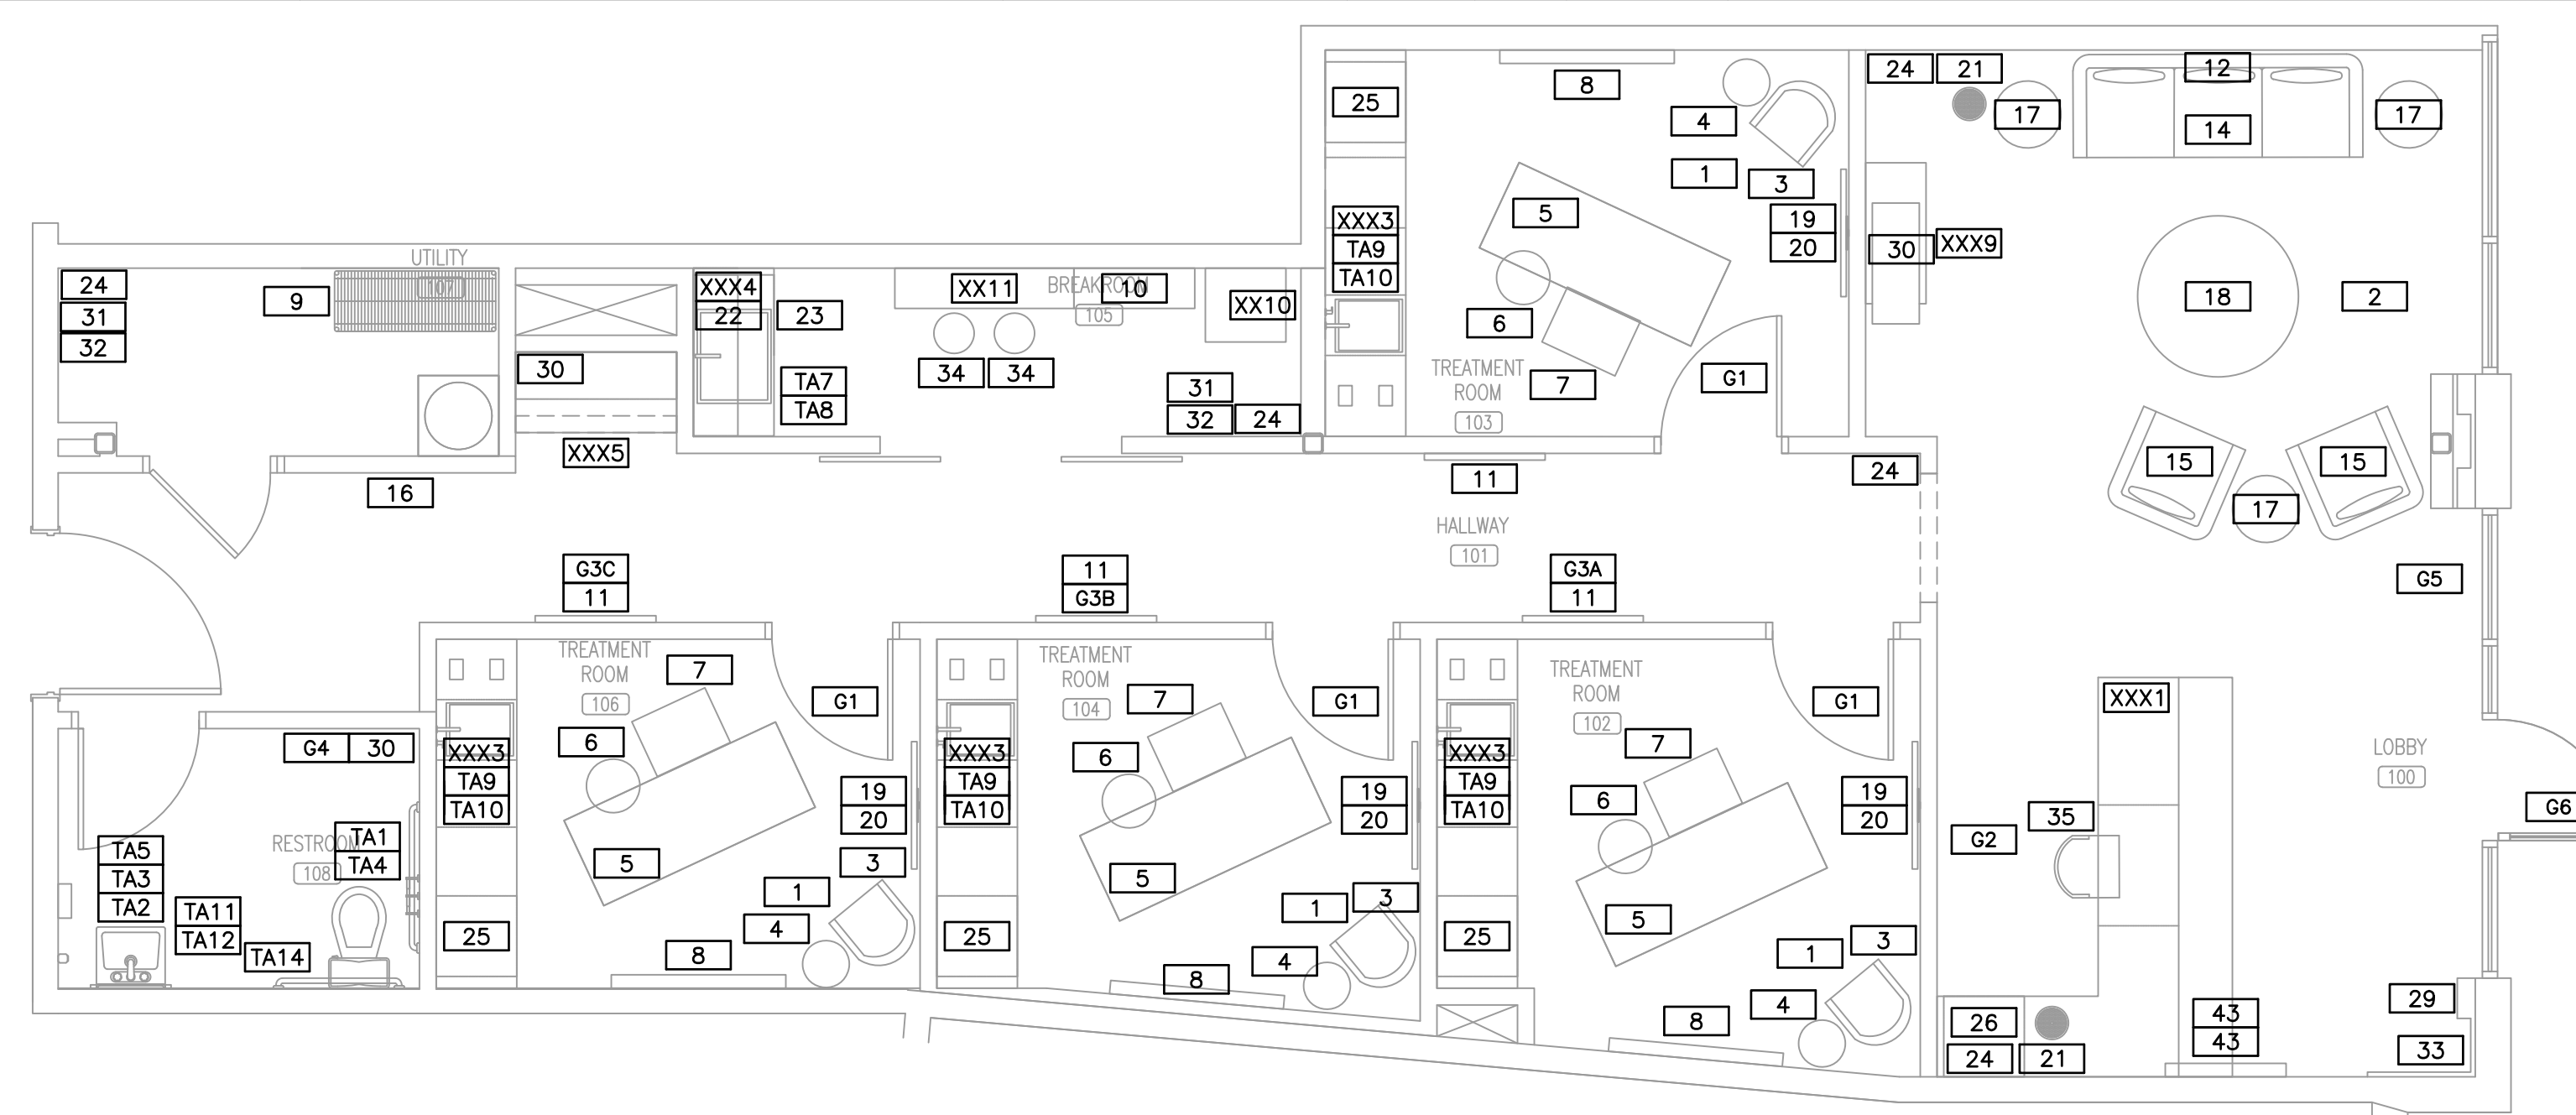 25
8
4
1
3
5
19
20
XXX3
TA9
TA10
6
7
TREATMENT
ROOM
103
G1
24
21
12
17
14
17
30
XXX9
18
2
15
15
17
24
G5
UTILITY
107
24
31
32
9
30
XXX5
16
XXX4
22
23
TA7
TA8
XX11
BREAKROOM
10
105
XX10
34
34
31
32
24
11
HALLWAY
101
G3C
11
11
G3B
G3A
11
TREATMENT
ROOM
106
7
G1
6
XXX3
TA9
TA10
19
20
5
3
1
4
25
8
TREATMENT
ROOM
104
7
G1
6
XXX3
TA9
TA10
19
20
5
3
1
4
25
8
TREATMENT
ROOM
102
7
G1
6
XXX3
TA9
TA10
19
20
5
3
1
4
25
8
G4
30
TA1
TA4
RESTROOM
108
TA5
TA3
TA2
TA11
TA12
TA14
XXX1
LOBBY
100
G6
35
G2
29
26
43
43
24
21
33